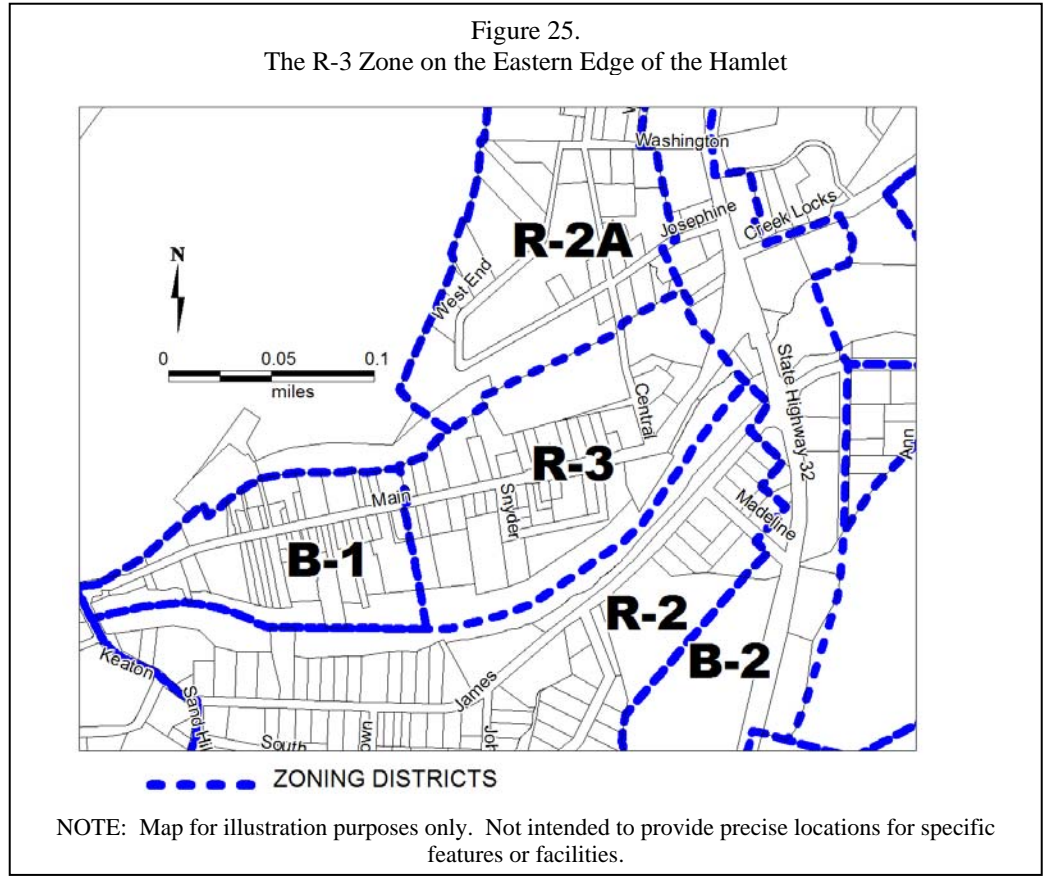 Figure 25.
The R-3 Zone on the Eastern Edge of the Hamlet
Washington
Josephine
Creek Locks
R-2A
N
West End
0 0.05 0.1
miles
State Highway 32
Central
Ann
R-3
Main
Snyder
Madeline
B-1
R-2
B-2
Keaton
James
Sand Hil
South
own
Joh
ZONING DISTRICTS
NOTE: Map for illustration purposes only. Not intended to provide precise locations for specific
features or facilities.